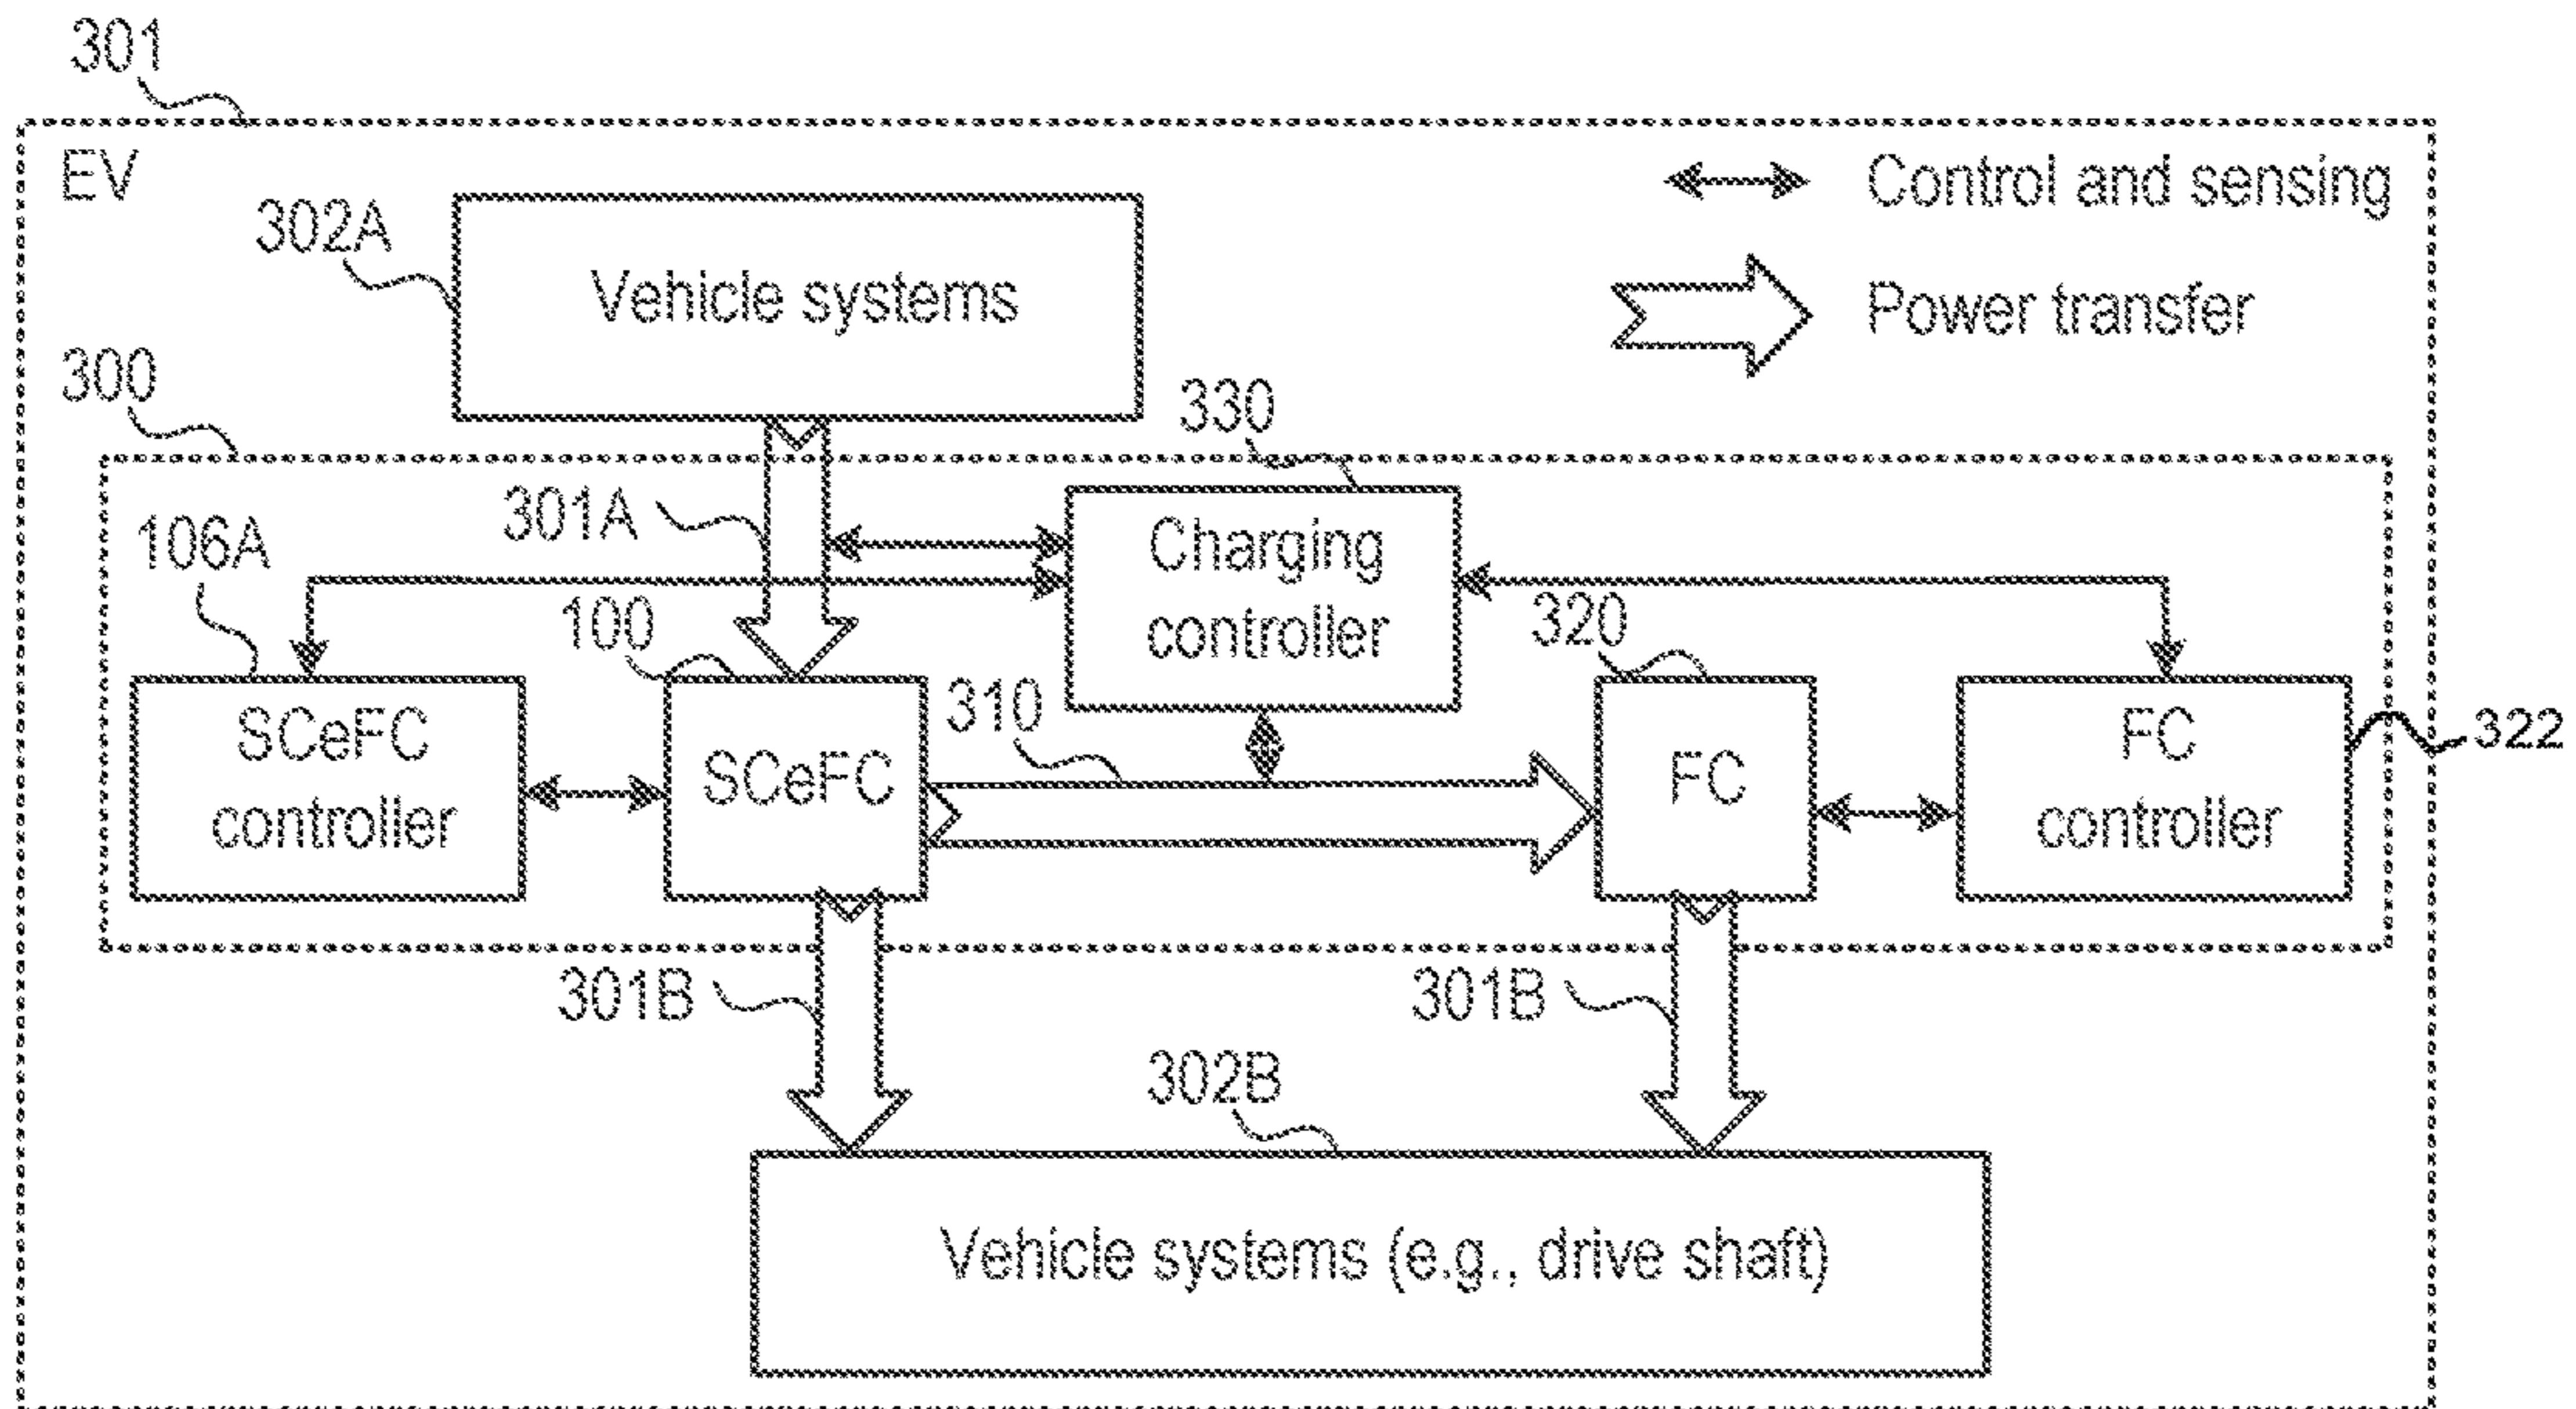 301
EV
Control and sensing
302A
Vehicle systems
Power transfer
300
330
301A
Charging
controller
106A
100
320
310
SCeFC
controller
SCeFC
FC
FC
controller
322
301B
301B
302B
Vehicle systems (e.g., drive shaft)